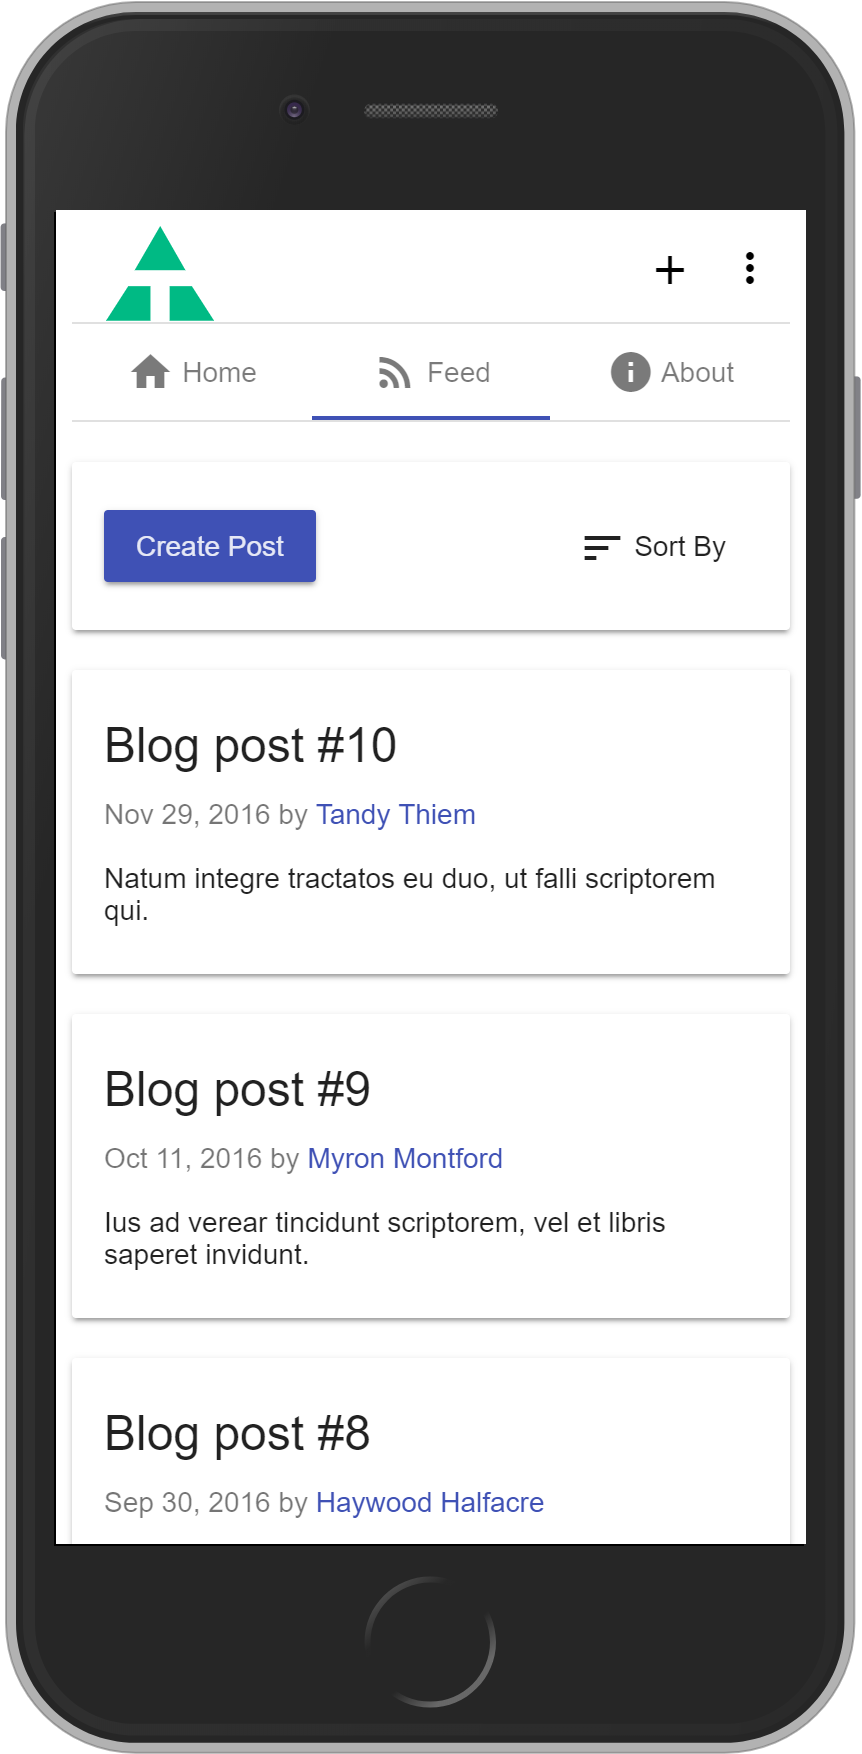 Home Feed About
Create Post Sort By
Blog post #10
Nov 29, 2016 by Tandy Thiem
Natum integre tractatos eu duo, ut falli scriptorem
qui.
Blog post #9
Oct 11, 2016 by Myron Montford
Ius ad verear tincidunt scriptorem, vel et libris
saperet invidunt.
Blog post #8
Sep 30, 2016 by Haywood Halfacre